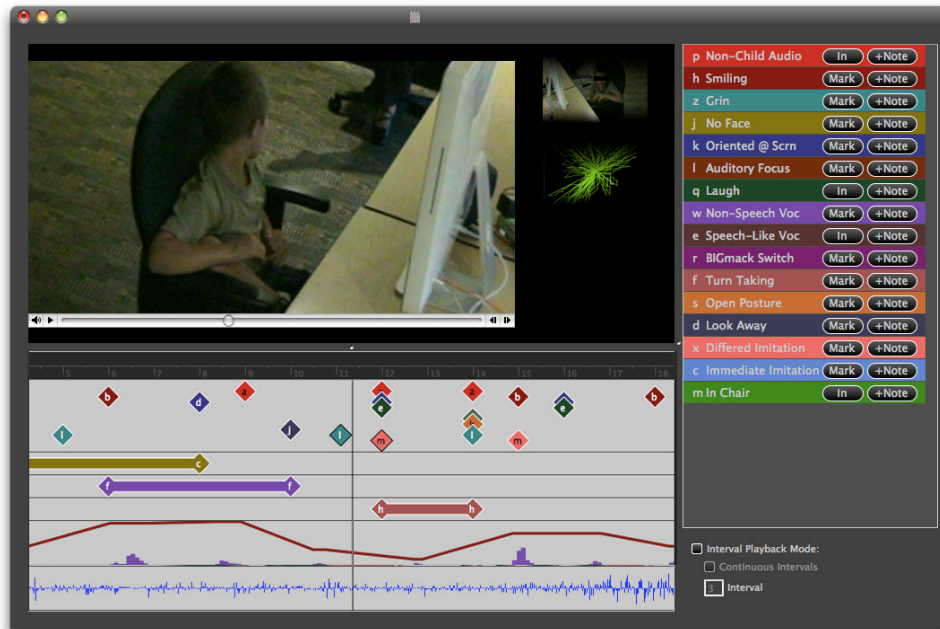 p Non-Child Audio In +Note
h Smiling Mark +Note
z Grin Mark +Note
j No Face Mark +Note
k Oriented @ Scrn Mark +Note
l Auditory Focus Mark +Note
q Laugh In +Note
w Non-Speech Voc Mark +Note
e Speech-Like Voc In +Note
r BIGmack Switch Mark +Note
f Turn Taking Mark +Note
s Open Posture Mark +Note
d Look Away Mark +Note
x Differed Imitation Mark +Note
c Immediate Imitation Mark +Note
m In Chair In +Note
5 6 7 8 9 10 11 12 13 14 15 16 17 18
b d a a b b
e e
l j l m l m
c
f f
h h
Interval Playback Mode:
Continuous Intervals
3 Interval